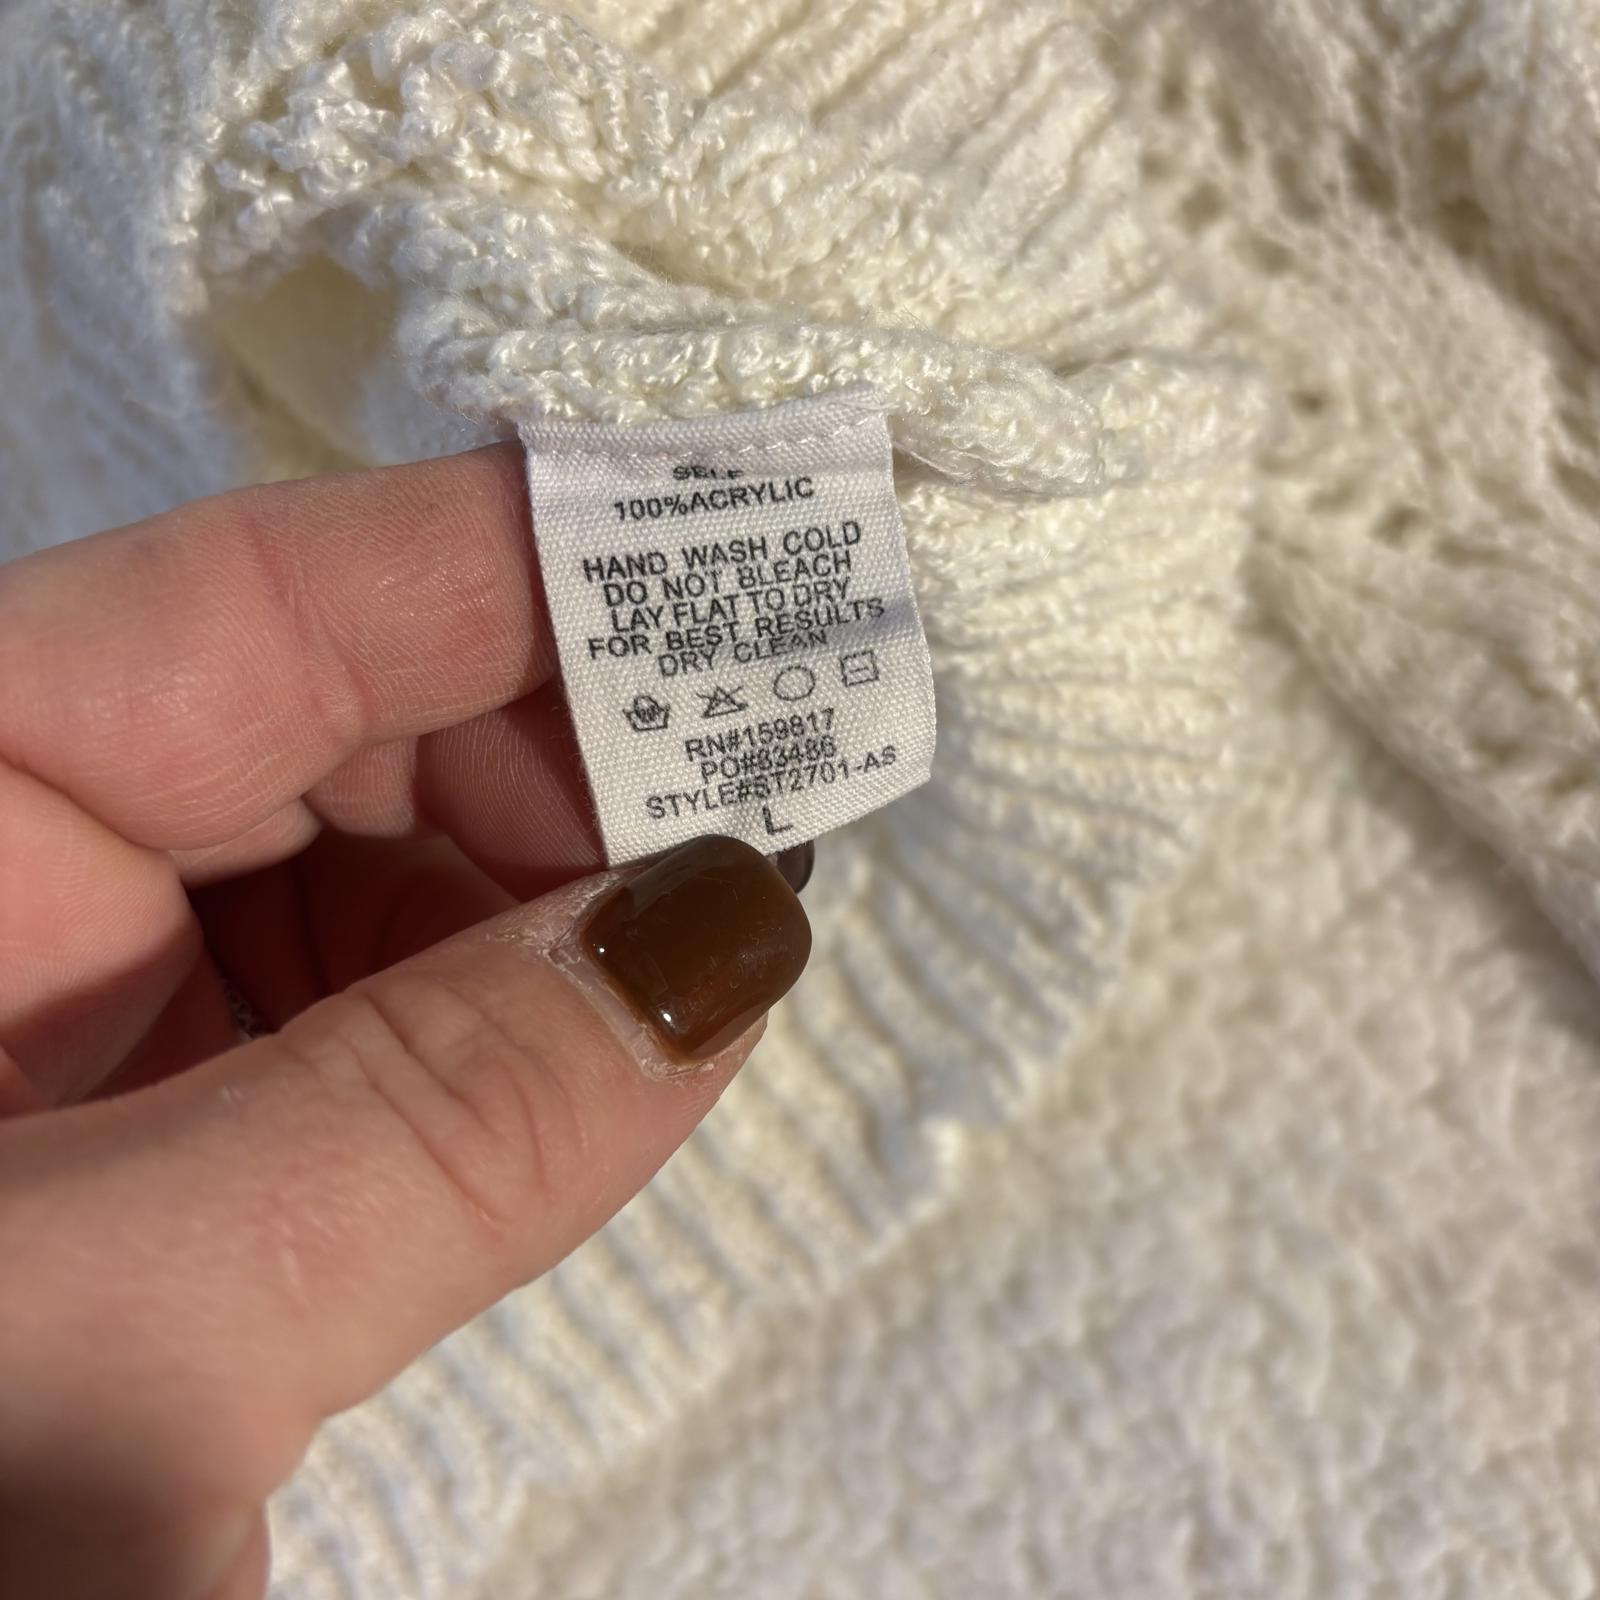 SELF
100%ACRYLIC
HAND WASH COLD
DO NOT BLEACH
LAY FLAT TO DRY
FOR BEST RESULTS
DRY CLEAN
RN#159817
PO#83486
STYLE#ST2701-AS
L